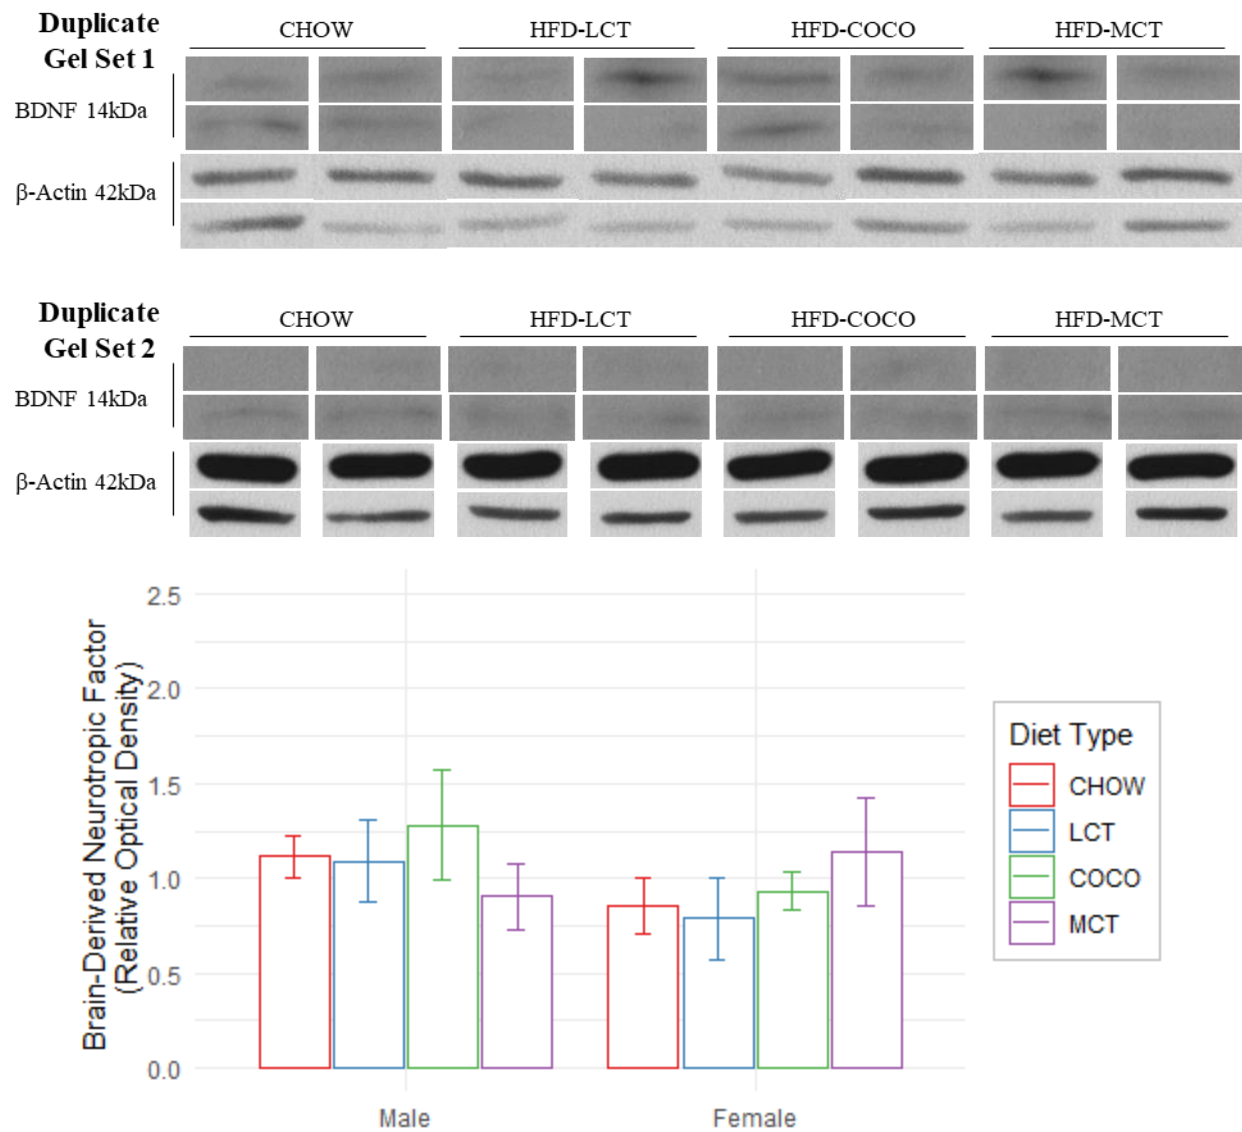 Duplicate
Gel Set 1
CHOW HFD-LCT HFD-COCO HFD-MCT
BDNF 14kDa
β-Actin 42kDa
Duplicate
Gel Set 2
CHOW HFD-LCT HFD-COCO HFD-MCT
BDNF 14kDa
β-Actin 42kDa
Brain-Derived Neurotropic Factor
(Relative Optical Density)
2.5
2.0
1.5
1.0
0.5
0.0
Male Female
Diet Type
CHOW
LCT
COCO
MCT